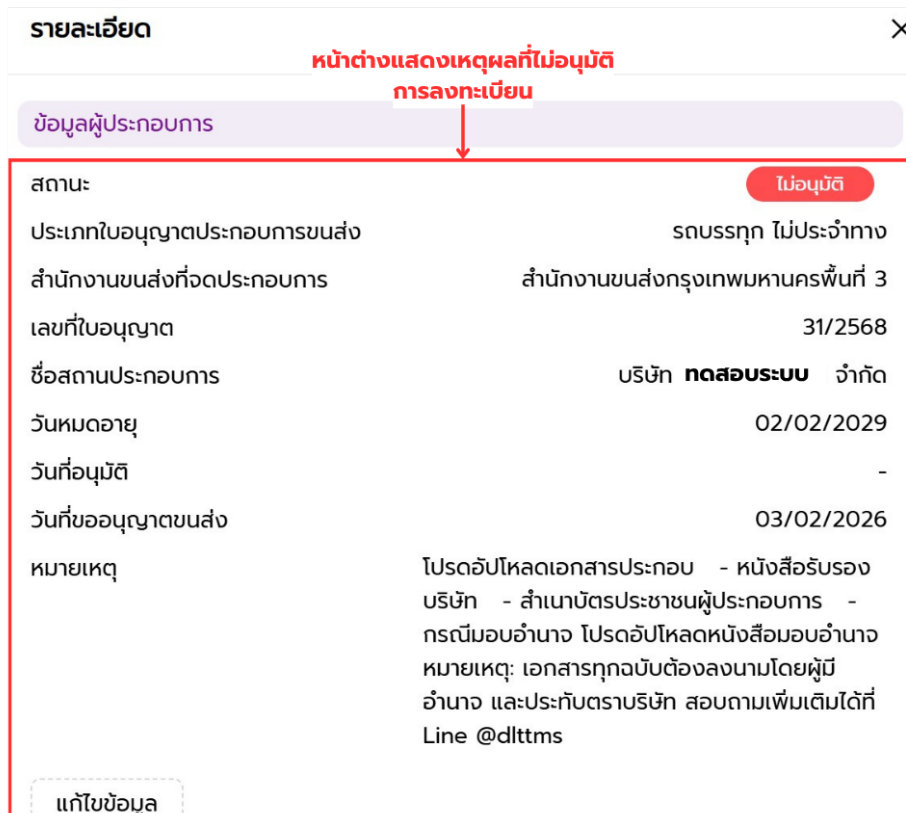 รายละเอียด
หน้าต่างแสดงเหตุผลที่ไม่อนุมัติ
การลงทะเบียน
ข้อมูลผู้ประกอบการ
สถานะ ไม่อนุมัติ
ประเภทใบอนุญาตประกอบการขนส่ง รถบรรทุก ไม่ประจำทาง
สำนักงานขนส่งที่จดประกอบการ สำนักงานขนส่งกรุงเทพมหานครพื้นที่ 3
เลขที่ใบอนุญาต 31/2568
ชื่อสถานประกอบการ บริษัท ทดสอบระบบ จำกัด
วันหมดอายุ 02/02/2029
วันที่อนุมัติ -
วันที่ขออนุญาตขนส่ง 03/02/2026
หมายเหตุ โปรดอัปโหลดเอกสารประกอบ - หนังสือรับรอง
บริษัท - สำเนาบัตรประชาชนผู้ประกอบการ -
กรณีมอบอำนาจ โปรดอัปโหลดหนังสือมอบอำนาจ
หมายเหตุ: เอกสารทุกฉบับต้องลงนามโดยผู้มี
อำนาจ และประทับตราบริษัท สอบถามเพิ่มเติมได้ที่
Line @dlttms
แก้ไขข้อมูล